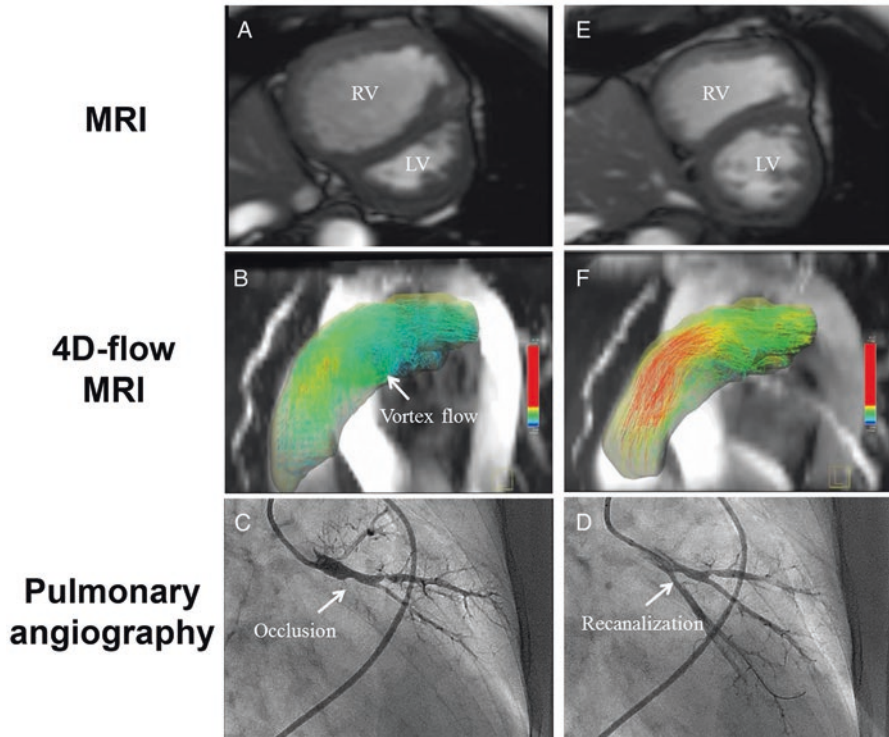 MRI
A
RV
LV
E
RV
LV
4D-flow
MRI
B
Vortex flow
F
Pulmonary
angiography
C
Occlusion
D
Recanalization